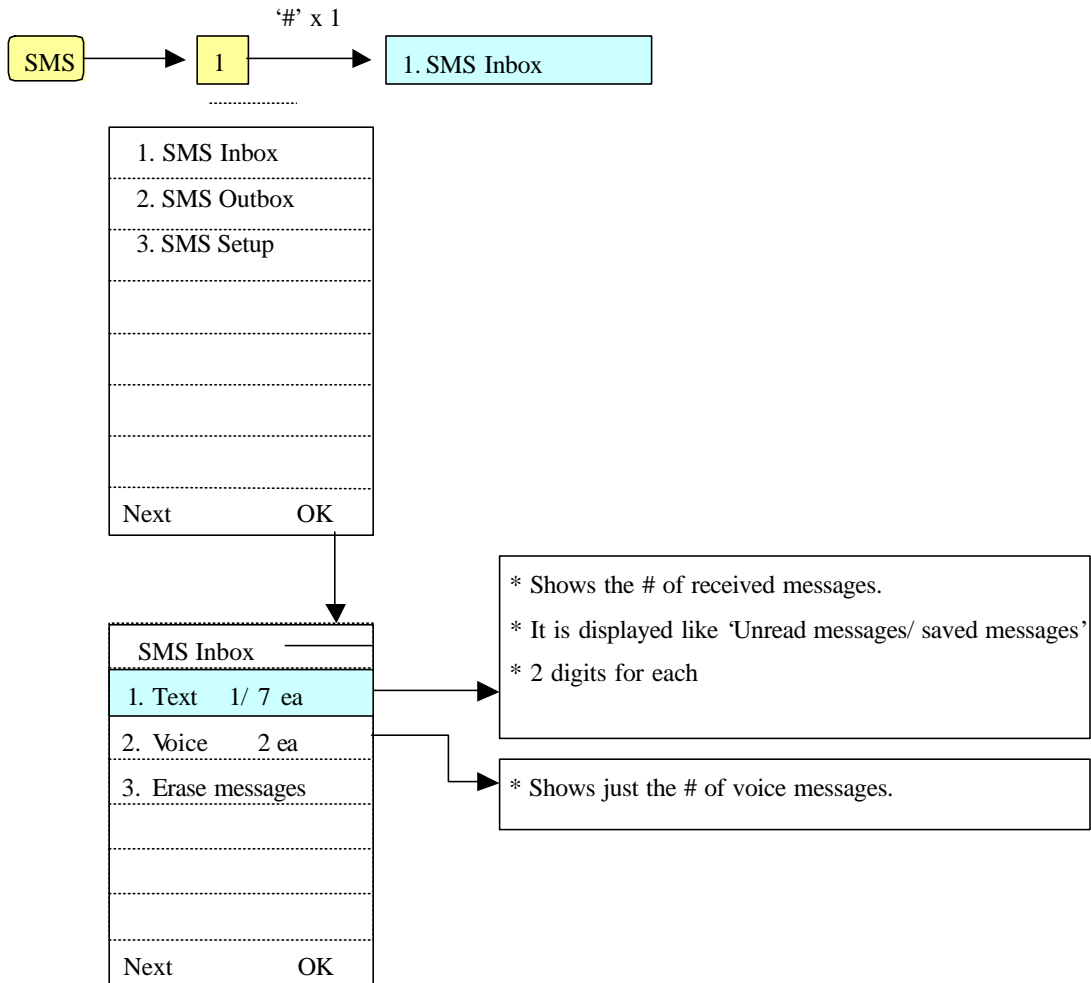 ‘#’ x 1
SMS 1 1. SMS Inbox
1. SMS Inbox
2. SMS Outbox
3. SMS Setup
Next OK
SMS Inbox
1. Text 1/ 7 ea
2. Voice 2 ea
3. Erase messages
Next OK
* Shows the # of received messages.
* It is displayed like ‘Unread messages/ saved messages’
* 2 digits for each
* Shows just the # of voice messages.